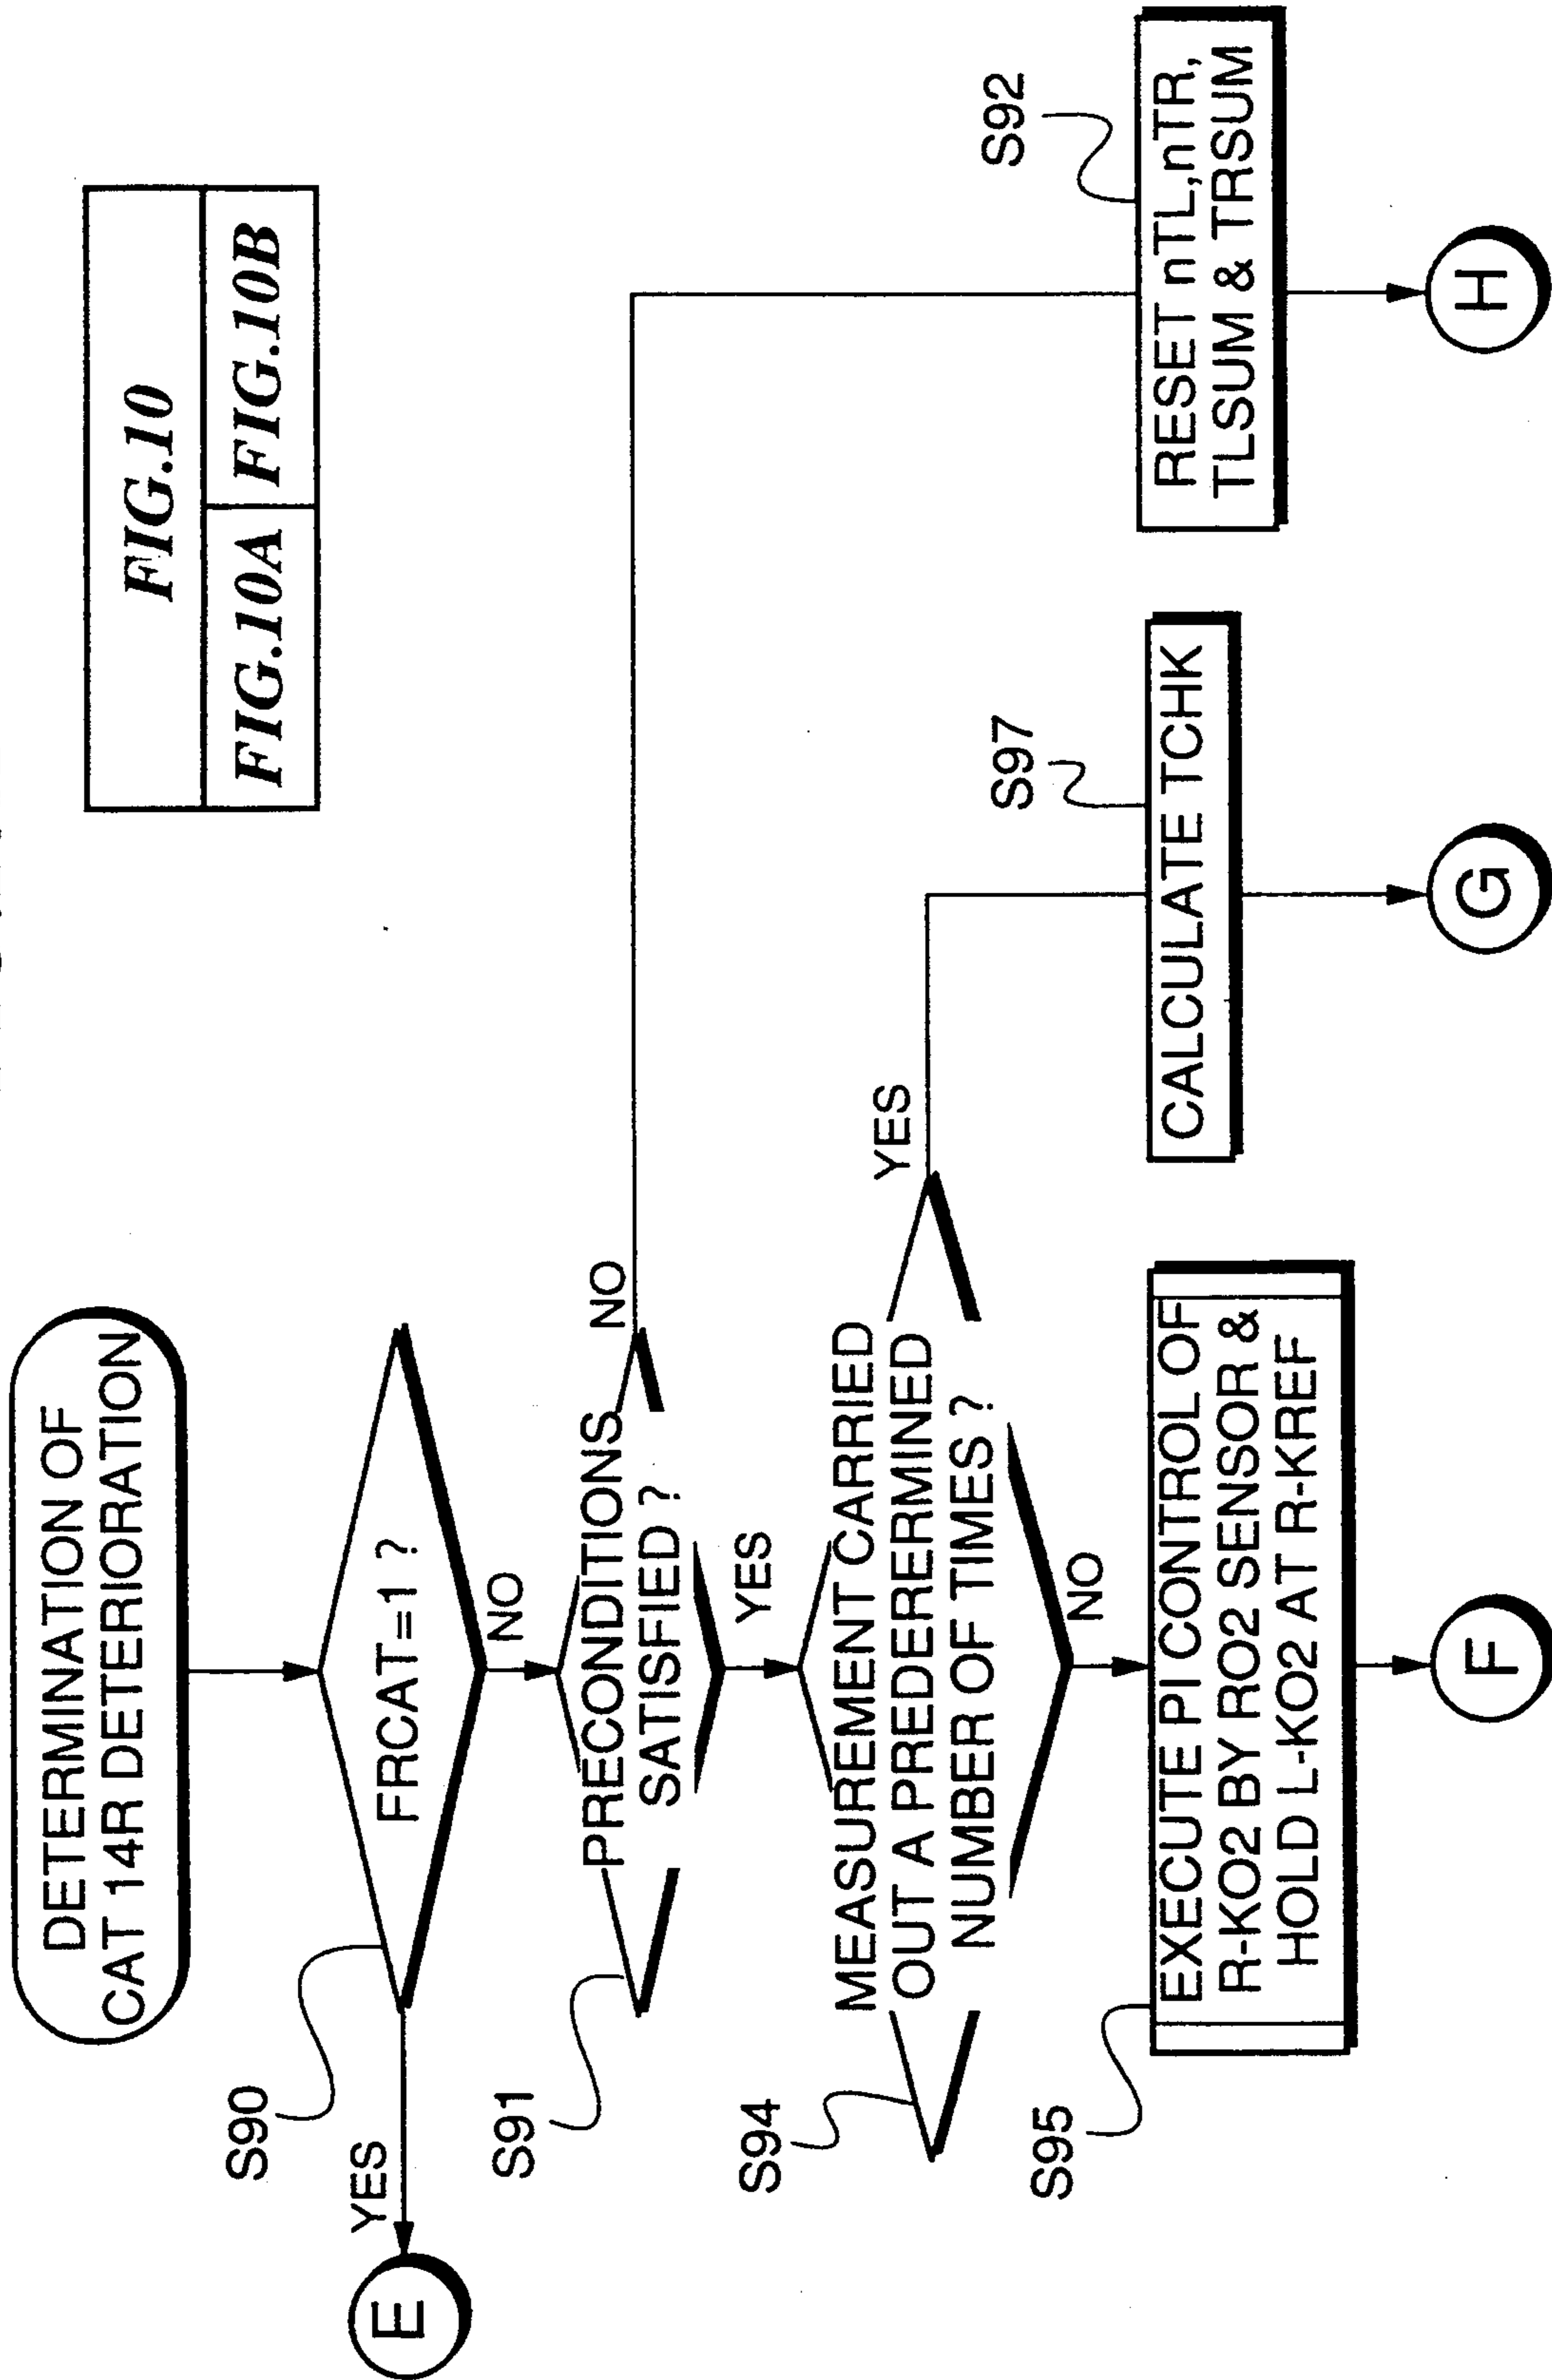 FIG.10
FIG.10A FIG.10B
DETERMINATION OF
CAT 14R DETERIORATION
S90
FRCAT=1 ?
YES
E
NO
S91
PRECONDITIONS
SATISFIED ?
NO
YES
S92
RESET nTL,nTR,
TLSUM & TRSUM
H
S94
MEASUREMENT CARRIED
OUT A PREDERERMINED
NUMBER OF TIMES ?
YES
NO
S97
CALCULATE TCHK
G
S95
EXECUTE PI CONTROL OF
R-KO2 BY RO2 SENSOR &
HOLD L-KO2 AT R-KREF
F